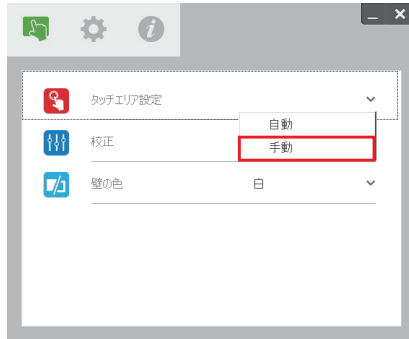 タッチエリア設定
自動
校正
手動
壁の色
白